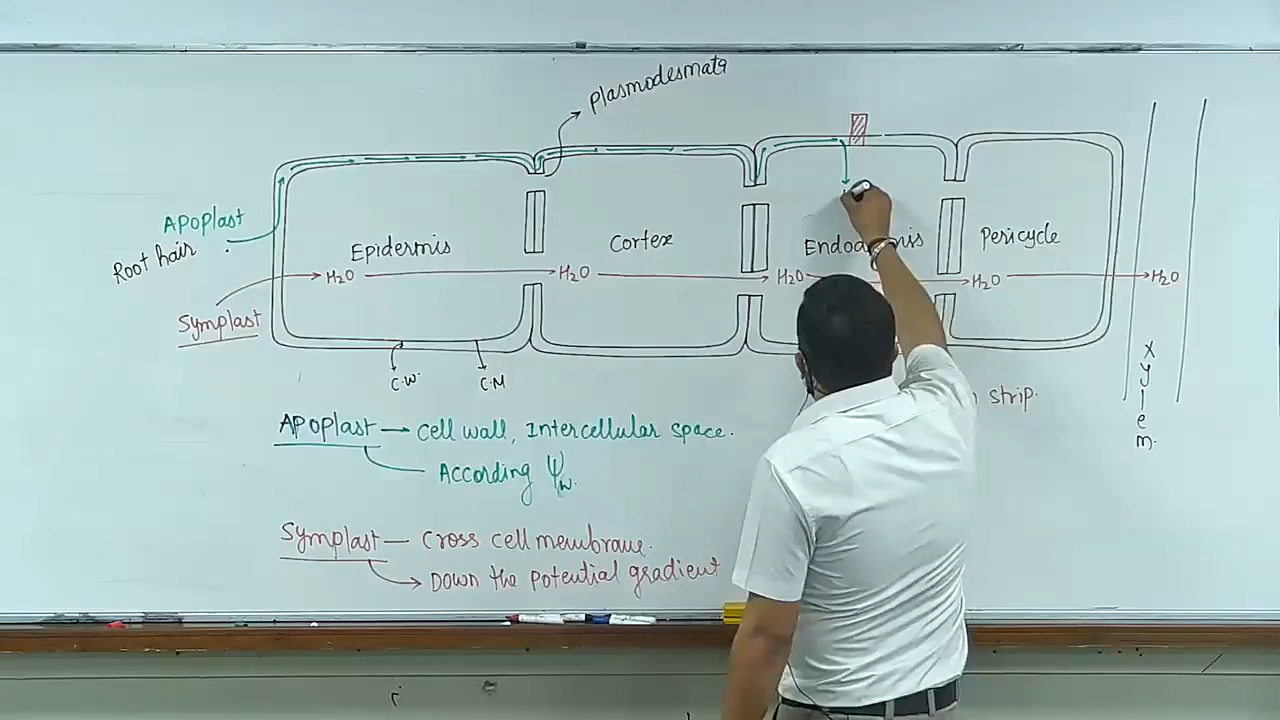 plasmodesmata
APoplast
Root hair
Epidermis
Cortex
Pericycle
H2O
H2O
H2O
H2O
H2O
Symplast
C.W.
C.M
strip.
Xylem.
APoplast → cell wall, Intercellular space.
According Ψw.
Symplast — cross cell membrane.
→ Down the potential gradient